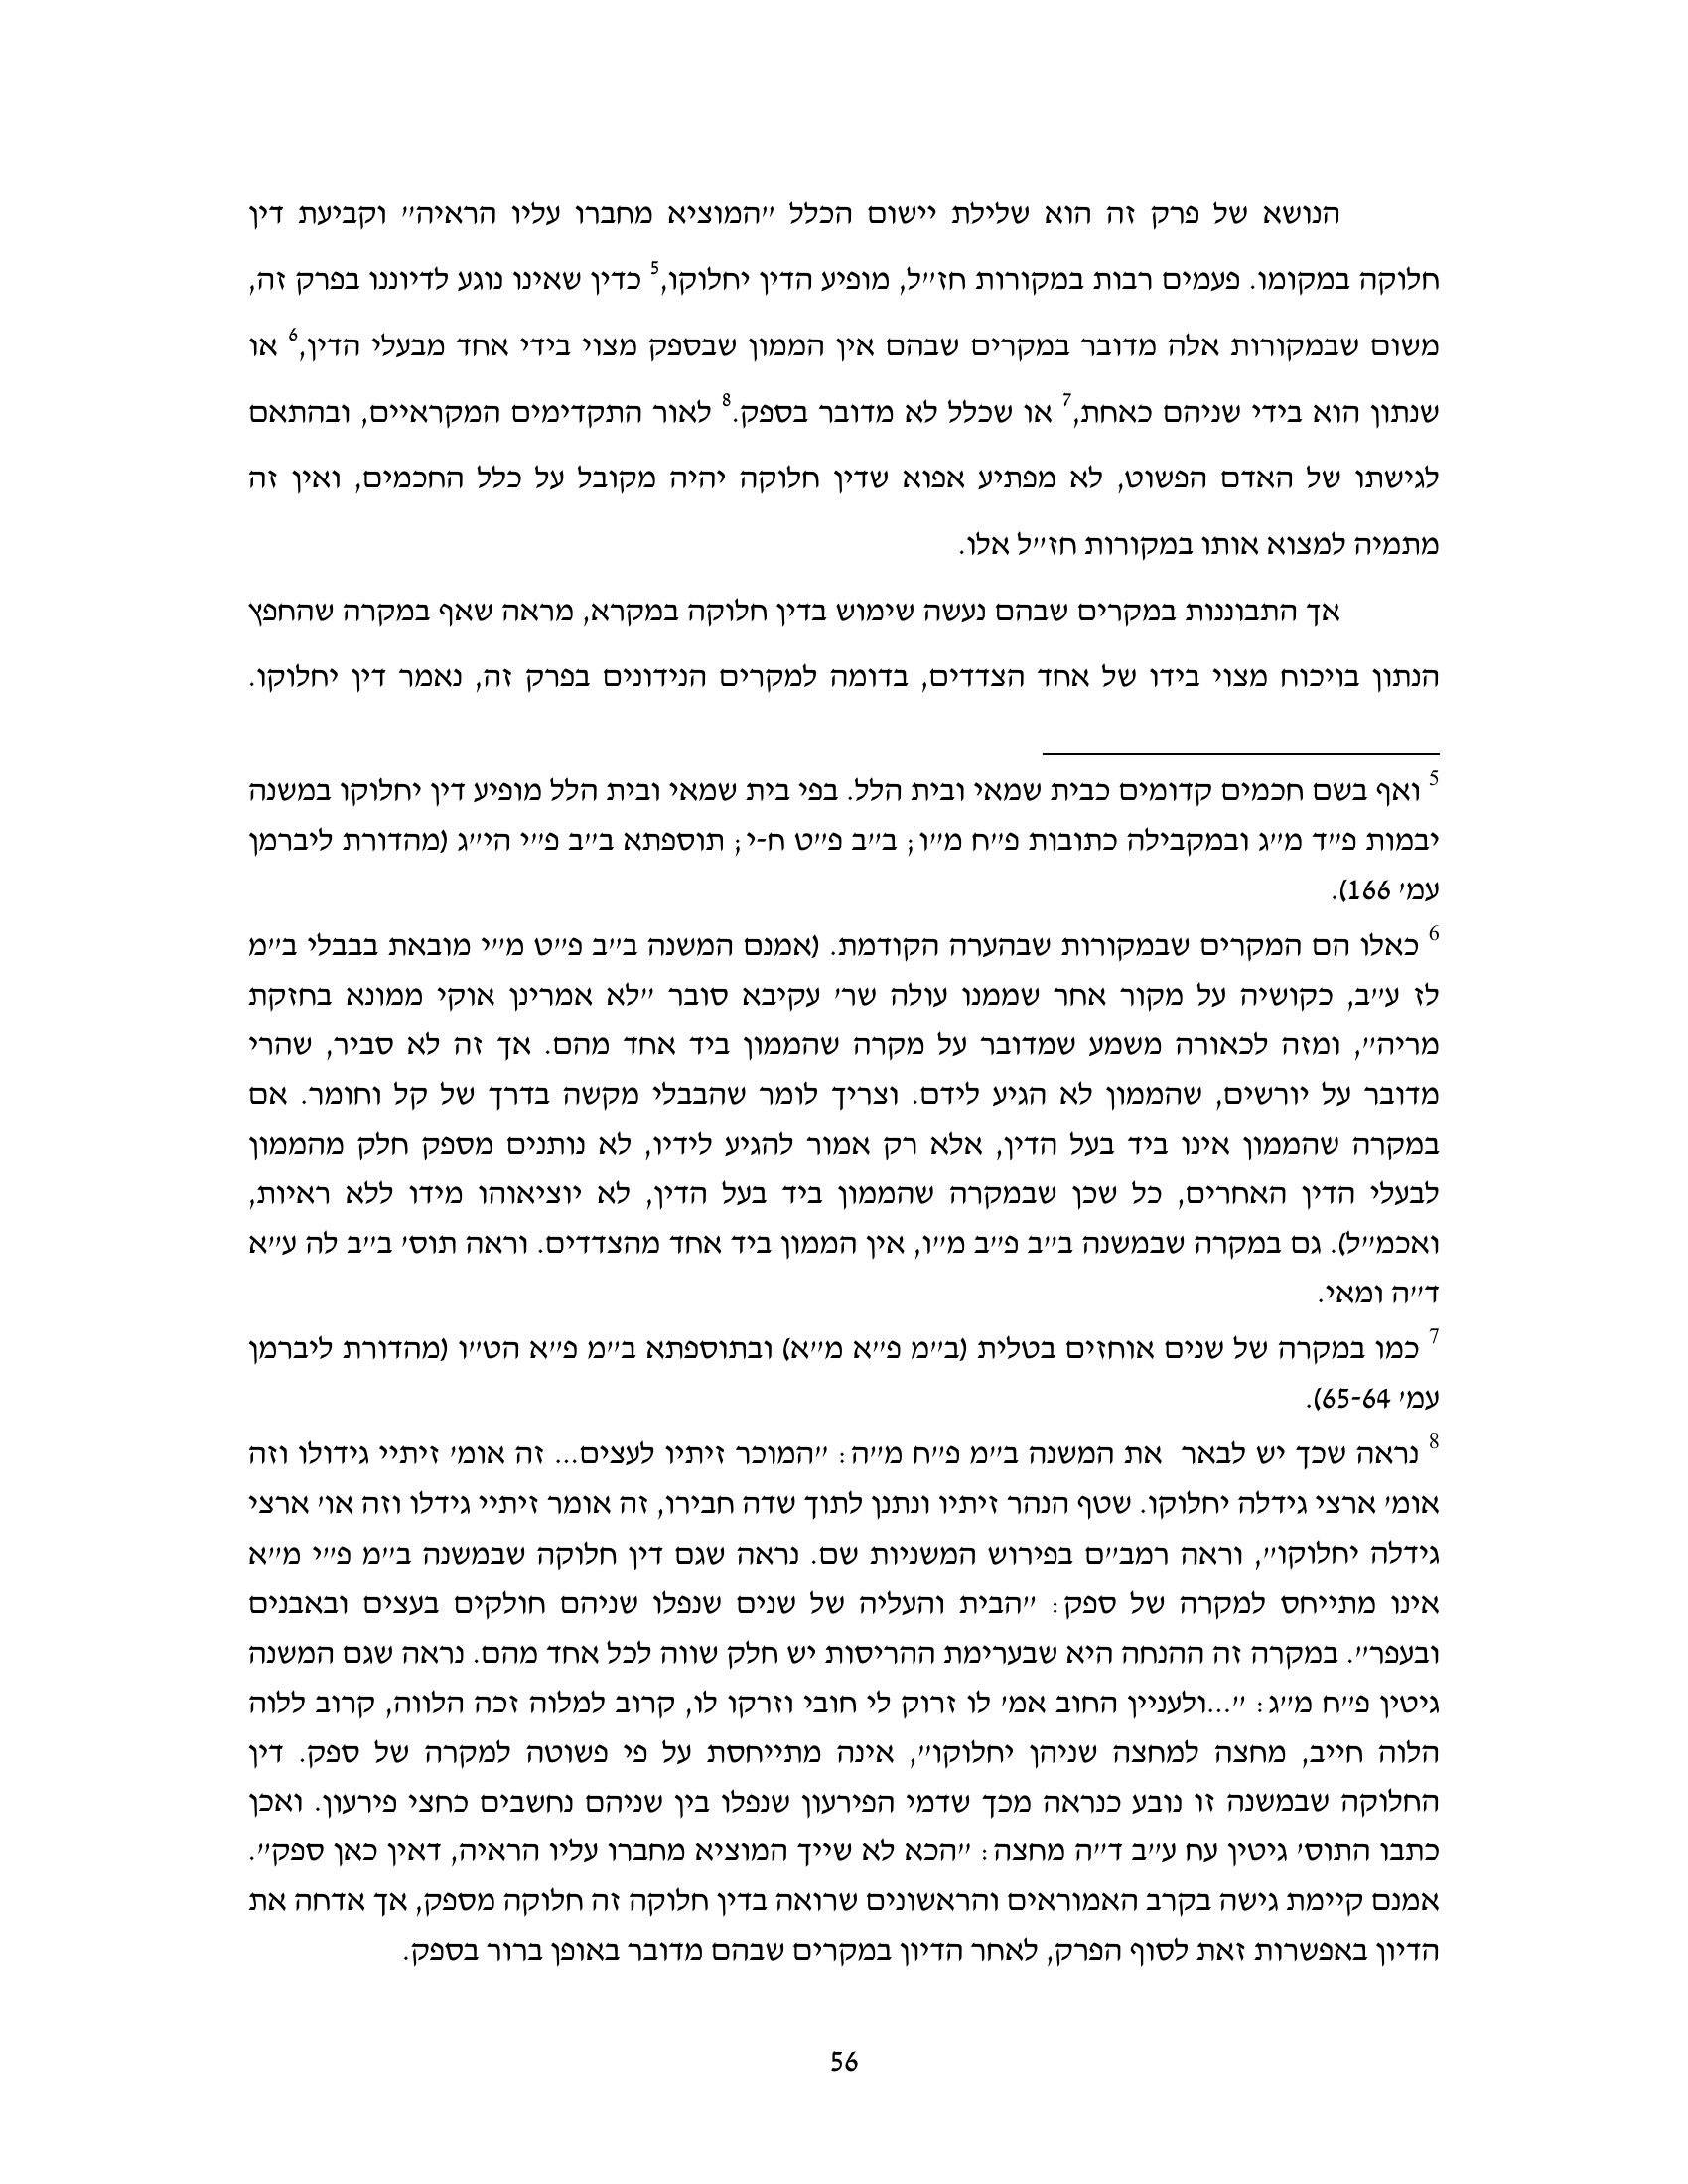 הנושא של פרק זה הוא שלילת יישום הכלל ״המוציא מחברו עליו הראיה״ וקביעת דין
חלוקה במקומו. פעמים רבות במקורות חז״ל, מופיע הדין יחלוקו,5 כדין שאינו נוגע לדיוננו בפרק זה,
משום שבמקורות אלה מדובר במקרים שבהם אין הממון שבספק מצוי בידי אחד מבעלי הדין,6 או
שנתון הוא בידי שניהם כאחת,7 או שכלל לא מדובר בספק.8 לאור התקדימים המקראיים, ובהתאם
לגישתו של האדם הפשוט, לא מפתיע אפוא שדין חלוקה יהיה מקובל על כלל החכמים, ואין זה
מתמיה למצוא אותו במקורות חז״ל אלו.
אך התבוננות במקרים שבהם נעשה שימוש בדין חלוקה במקרא, מראה שאף במקרה שהחפץ
הנתון בויכוח מצוי בידו של אחד הצדדים, בדומה למקרים הנידונים בפרק זה, נאמר דין יחלוקו.
5 ואף בשם חכמים קדומים כבית שמאי ובית הלל. בפי בית שמאי ובית הלל מופיע דין יחלוקו במשנה
יבמות פ״ד מ״ג ובמקבילה כתובות פ״ח מ״ו; ב״ב פ״ט ח-י; תוספתא ב״ב פ״י הי״ג (מהדורת ליברמן
עמ׳ 166).
6 כאלו הם המקרים שבמקורות שבהערה הקודמת. (אמנם המשנה ב״ב פ״ט מ״י מובאת בבבלי ב״מ
לז ע״ב, כקושיה על מקור אחר שממנו עולה שר׳ עקיבא סובר ״לא אמרינן אוקי ממונא בחזקת
מריה״, ומזה לכאורה משמע שמדובר על מקרה שהממון ביד אחד מהם. אך זה לא סביר, שהרי
מדובר על יורשים, שהממון לא הגיע לידם. וצריך לומר שהבבלי מקשה בדרך של קל וחומר. אם
במקרה שהממון אינו ביד בעל הדין, אלא רק אמור להגיע לידיו, לא נותנים מספק חלק מהממון
לבעלי הדין האחרים, כל שכן שבמקרה שהממון ביד בעל הדין, לא יוציאוהו מידו ללא ראיות,
ואכמ״ל). גם במקרה שבמשנה ב״ב פ״ב מ״ו, אין הממון ביד אחד מהצדדים. וראה תוס׳ ב״ב לה ע״א
ד״ה ומאי.
7 כמו במקרה של שנים אוחזים בטלית (ב״מ פ״א מ״א) ובתוספתא ב״מ פ״א הט״ו (מהדורת ליברמן
עמ׳ 65-64).
8 נראה שכך יש לבאר  את המשנה ב״מ פ״ח מ״ה: ״המוכר זיתיו לעצים... זה אומ׳ זיתיי גידולו וזה
אומ׳ ארצי גידלה יחלוקו. שטף הנהר זיתיו ונתנן לתוך שדה חבירו, זה אומר זיתיי גידלו וזה או׳ ארצי
גידלה יחלוקו״, וראה רמב״ם בפירוש המשניות שם. נראה שגם דין חלוקה שבמשנה ב״מ פ״י מ״א
אינו מתייחס למקרה של ספק: ״הבית והעליה של שנים שנפלו שניהם חולקים בעצים ובאבנים
ובעפר״. במקרה זה ההנחה היא שבערימת ההריסות יש חלק שווה לכל אחד מהם. נראה שגם המשנה
גיטין פ״ח מ״ג: ״...ולעניין החוב אמ׳ לו זרוק לי חובי וזרקו לו, קרוב למלוה זכה הלווה, קרוב ללוה
הלוה חייב, מחצה למחצה שניהן יחלוקו״, אינה מתייחסת על פי פשוטה למקרה של ספק. דין
החלוקה שבמשנה זו נובע כנראה מכך שדמי הפירעון שנפלו בין שניהם נחשבים כחצי פירעון. ואכן
כתבו התוס׳ גיטין עח ע״ב ד״ה מחצה: ״הכא לא שייך המוציא מחברו עליו הראיה, דאין כאן ספק״.
אמנם קיימת גישה בקרב האמוראים והראשונים שרואה בדין חלוקה זה חלוקה מספק, אך אדחה את
הדיון באפשרות זאת לסוף הפרק, לאחר הדיון במקרים שבהם מדובר באופן ברור בספק.
56